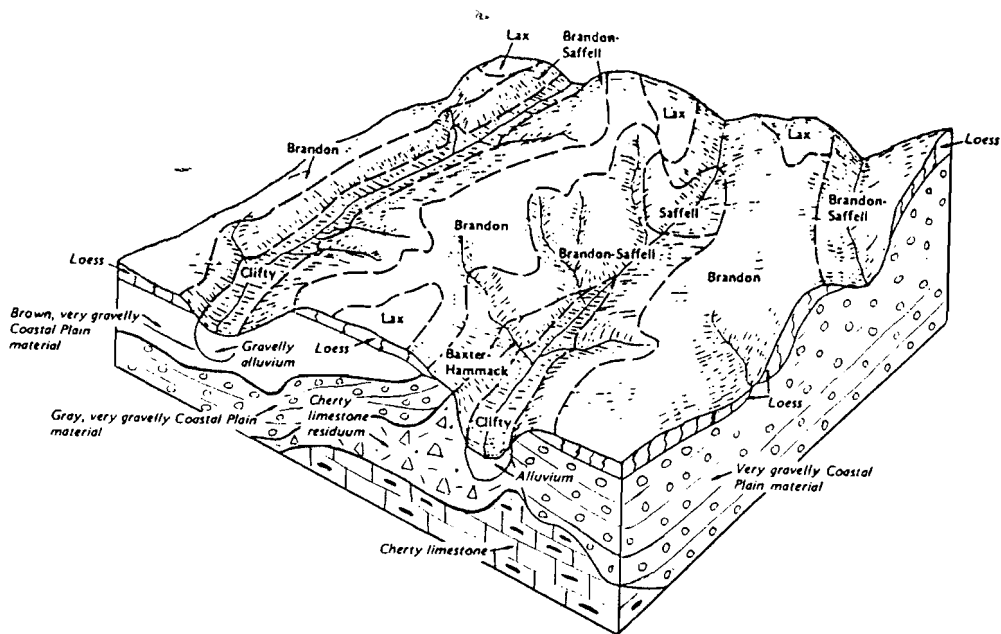 Lax
Brandon-
Saffell
Brandon
Lax
Lax
Loess
Saffell
Brandon-
Saffell
Brandon
Brandon-Saffell
Brandon
Loess
Clifty
Brown, very gravelly
Coastal Plain
material
Gravelly
alluvium
Loess
Lax
Baxter-
Hammack
Gray, very gravelly Coastal Plain
material
Cherty
limestone
residuum
Clifty
Loess
Alluvium
Very gravelly Coastal
Plain material
Cherty limestone